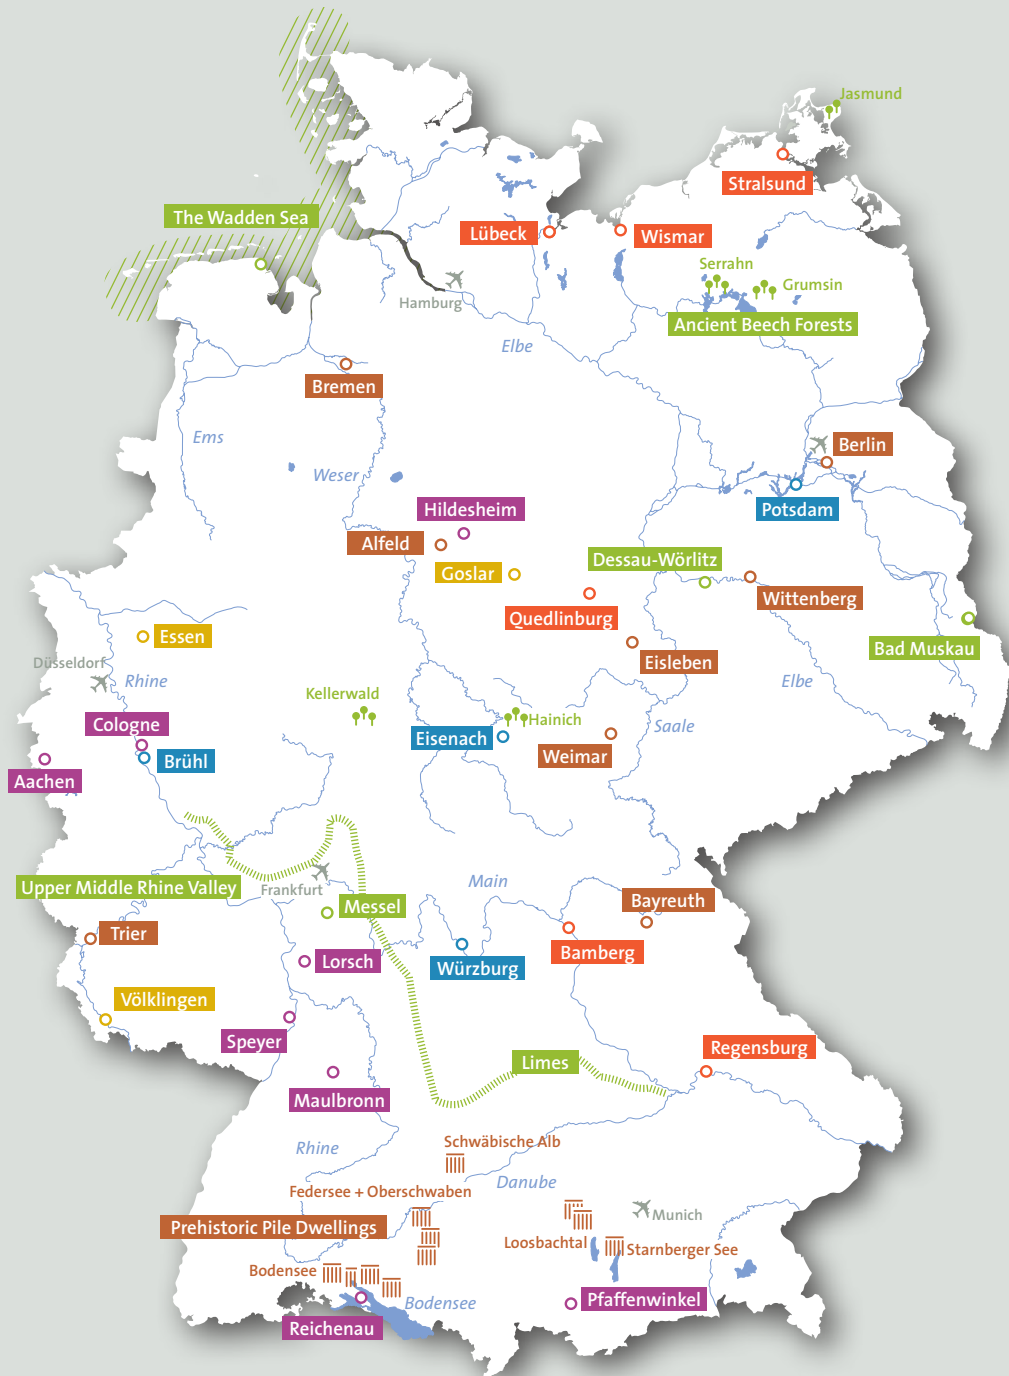 Jasmund
Stralsund
The Wadden Sea
Lübeck
Wismar
Serrahn
Grumsin
Hamburg
Ancient Beech Forests
Elbe
Bremen
Ems
Berlin
Weser
Hildesheim
Potsdam
Alfeld
Goslar
Dessau-Wörlitz
Wittenberg
Quedlinburg
Essen
Bad Muskau
Düsseldorf
Eisleben
Rhine
Elbe
Kellerwald
Cologne
Hainich
Saale
Eisenach
Brühl
Weimar
Aachen
Upper Middle Rhine Valley
Frankfurt
Main
Messel
Bayreuth
Trier
Bamberg
Lorsch
Würzburg
Völklingen
Speyer
Regensburg
Limes
Maulbronn
Rhine
Schwäbische Alb
Danube
Federsee + Oberschwaben
Munich
Prehistoric Pile Dwellings
Loosbachtal
Starnberger See
Bodensee
Bodensee
Pfaffenwinkel
Reichenau